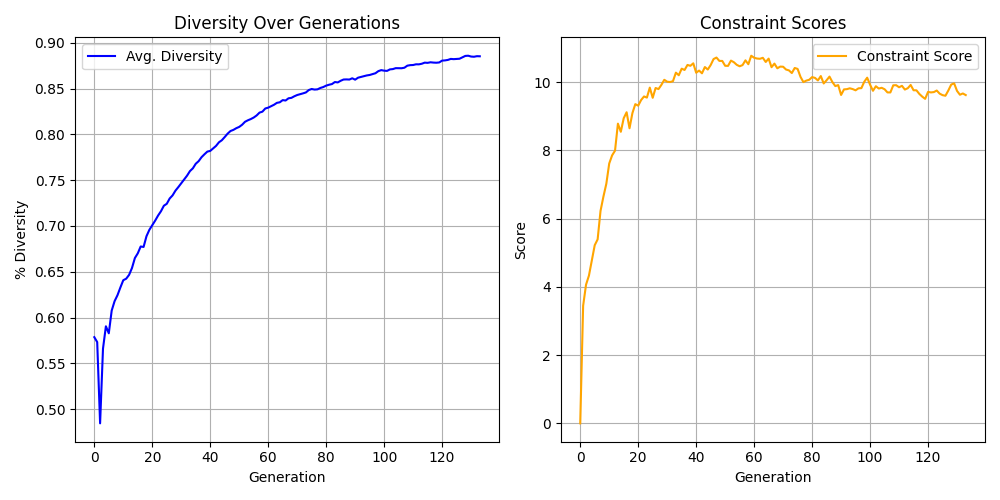 Diversity Over Generations
Avg. Diversity
% Diversity
0.90
0.85
0.80
0.75
0.70
0.65
0.60
0.55
0.50
0 20 40 60 80 100 120
Generation
Constraint Scores
Constraint Score
Score
10
8
6
4
2
0
0 20 40 60 80 100 120
Generation